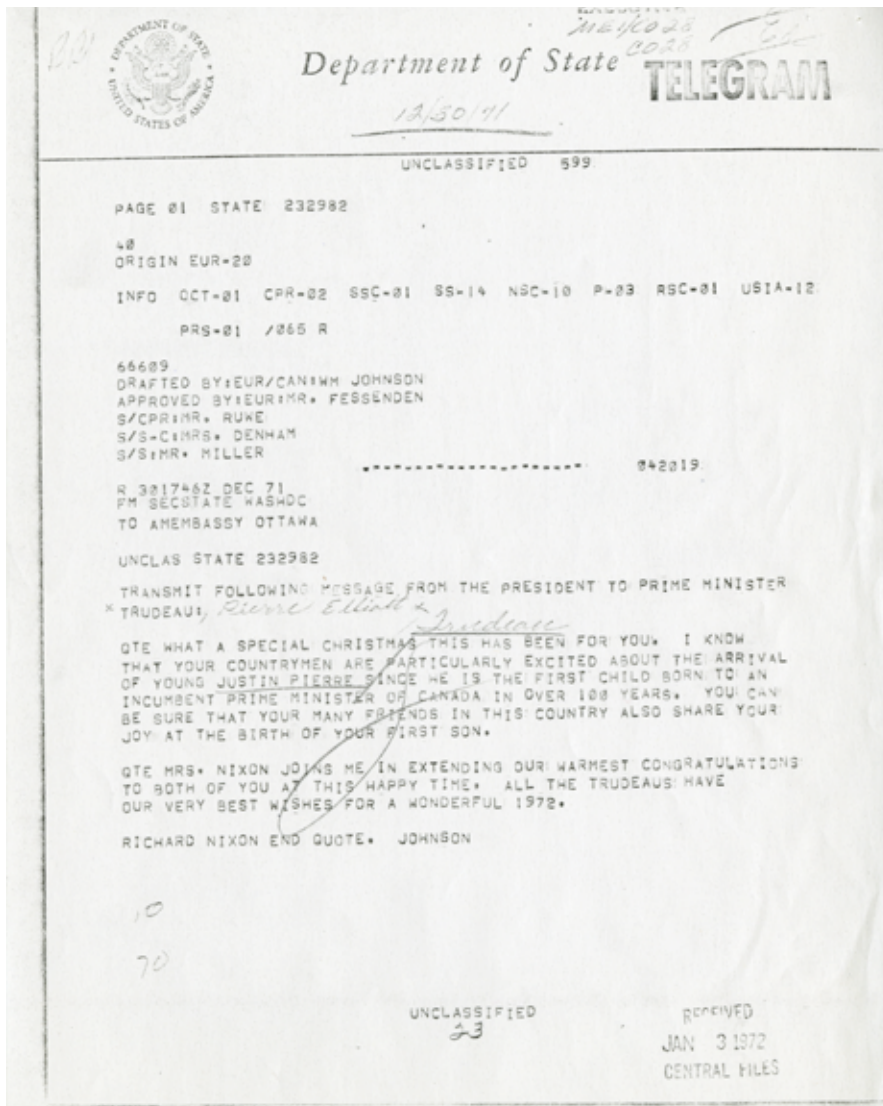 DEPARTMENT OF STATE
UNITED STATES OF AMERICA
Department of State
TELEGRAM
ME1/CO28
CO28
12/30/71
UNCLASSIFIED 599
PAGE 01 STATE 232982
40
ORIGIN EUR-20
INFO OCT-01 CPR-02 SSC-01 SS-14 NSC-10 P-03 RSC-01 USIA-12
PRS-01 /065 R
66609
DRAFTED BY:EUR/CAN:WM JOHNSON
APPROVED BY:EUR:MR. FESSENDEN
S/CPR:MR. RUWE
S/S-C:MRS. DENHAM
S/S:MR. MILLER
042019
R 301746Z DEC 71
FM SECSTATE WASHDC
TO AMEMBASSY OTTAWA
UNCLAS STATE 232982
TRANSMIT FOLLOWING MESSAGE FROM THE PRESIDENT TO PRIME MINISTER
x TRUDEAU:, Pierre Elliott x
Trudeau
QTE WHAT A SPECIAL CHRISTMAS THIS HAS BEEN FOR YOU. I KNOW
THAT YOUR COUNTRYMEN ARE PARTICULARLY EXCITED ABOUT THE ARRIVAL
OF YOUNG JUSTIN PIERRE SINCE HE IS THE FIRST CHILD BORN TO AN
INCUMBENT PRIME MINISTER OF CANADA IN OVER 100 YEARS. YOU CAN
BE SURE THAT YOUR MANY FRIENDS IN THIS COUNTRY ALSO SHARE YOUR
JOY AT THE BIRTH OF YOUR FIRST SON.
QTE MRS. NIXON JOINS ME IN EXTENDING OUR WARMEST CONGRATULATIONS
TO BOTH OF YOU AT THIS HAPPY TIME. ALL THE TRUDEAUS HAVE
OUR VERY BEST WISHES FOR A WONDERFUL 1972.
RICHARD NIXON END QUOTE. JOHNSON
10
70
UNCLASSIFIED
23
RECEIVED
JAN 3 1972
CENTRAL FILES